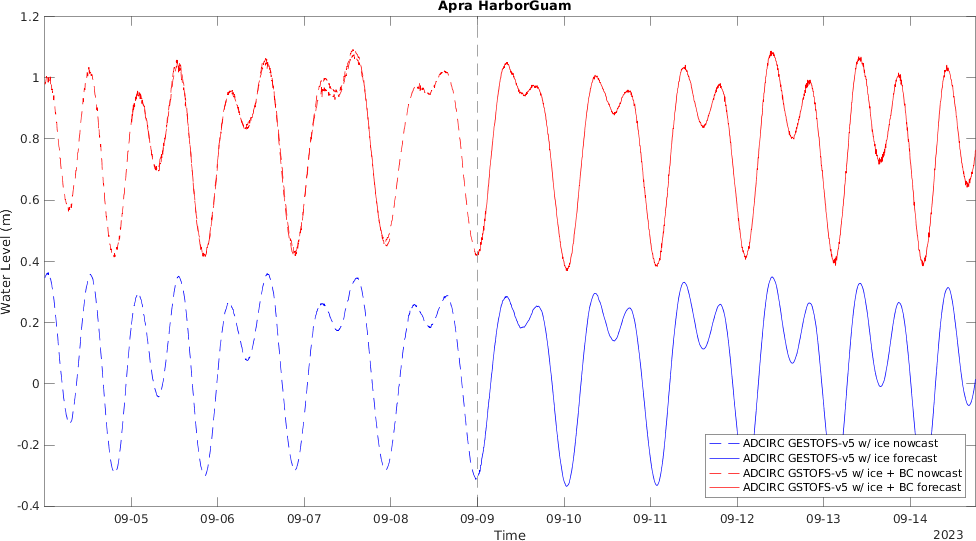 Apra HarborGuam
1.2
1
0.8
0.6
0.4
0.2
0
-0.2
-0.4
Water Level (m)
ADCIRC GESTOFS-v5 w/ ice nowcast
ADCIRC GESTOFS-v5 w/ ice forecast
ADCIRC GSTOFS-v5 w/ ice + BC nowcast
ADCIRC GSTOFS-v5 w/ ice + BC forecast
09-05 09-06 09-07 09-08 09-09 09-10 09-11 09-12 09-13 09-14
Time
2023